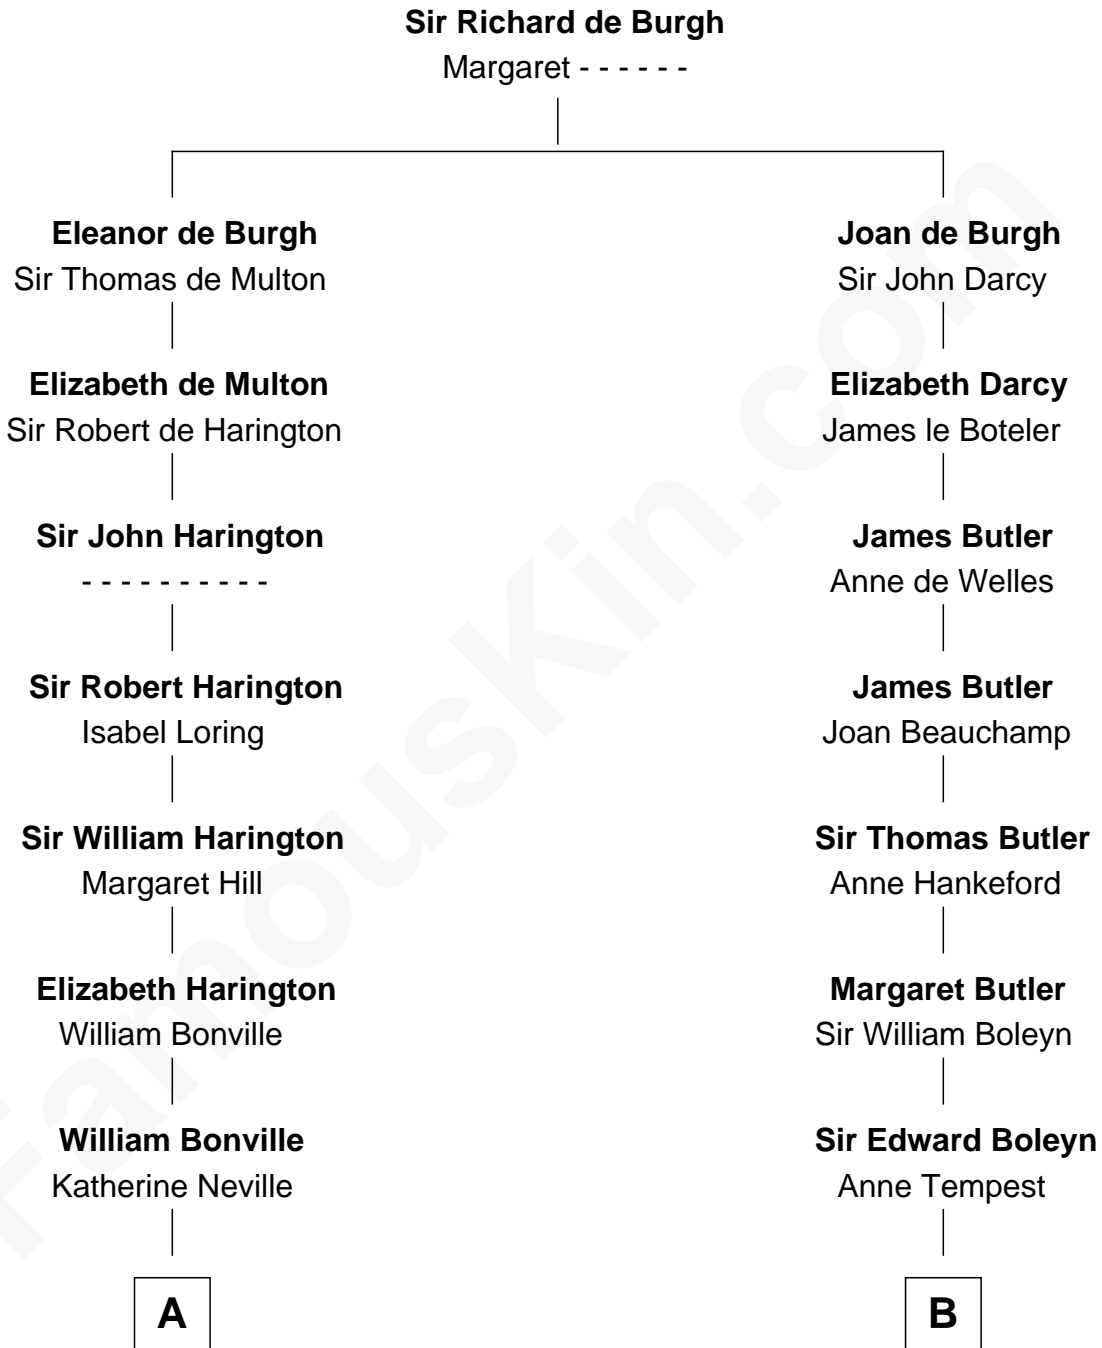 Sir Richard de Burgh
Margaret - - - - - -
Eleanor de Burgh
Sir Thomas de Multon
Joan de Burgh
Sir John Darcy
Elizabeth de Multon
Sir Robert de Harington
Elizabeth Darcy
James le Boteler
Sir John Harington
- - - - - - - - - -
James Butler
Anne de Welles
Sir Robert Harington
Isabel Loring
James Butler
Joan Beauchamp
Sir William Harington
Margaret Hill
Sir Thomas Butler
Anne Hankeford
Elizabeth Harington
William Bonville
Margaret Butler
Sir William Boleyn
William Bonville
Katherine Neville
Sir Edward Boleyn
Anne Tempest
A
B
FamousKin.com